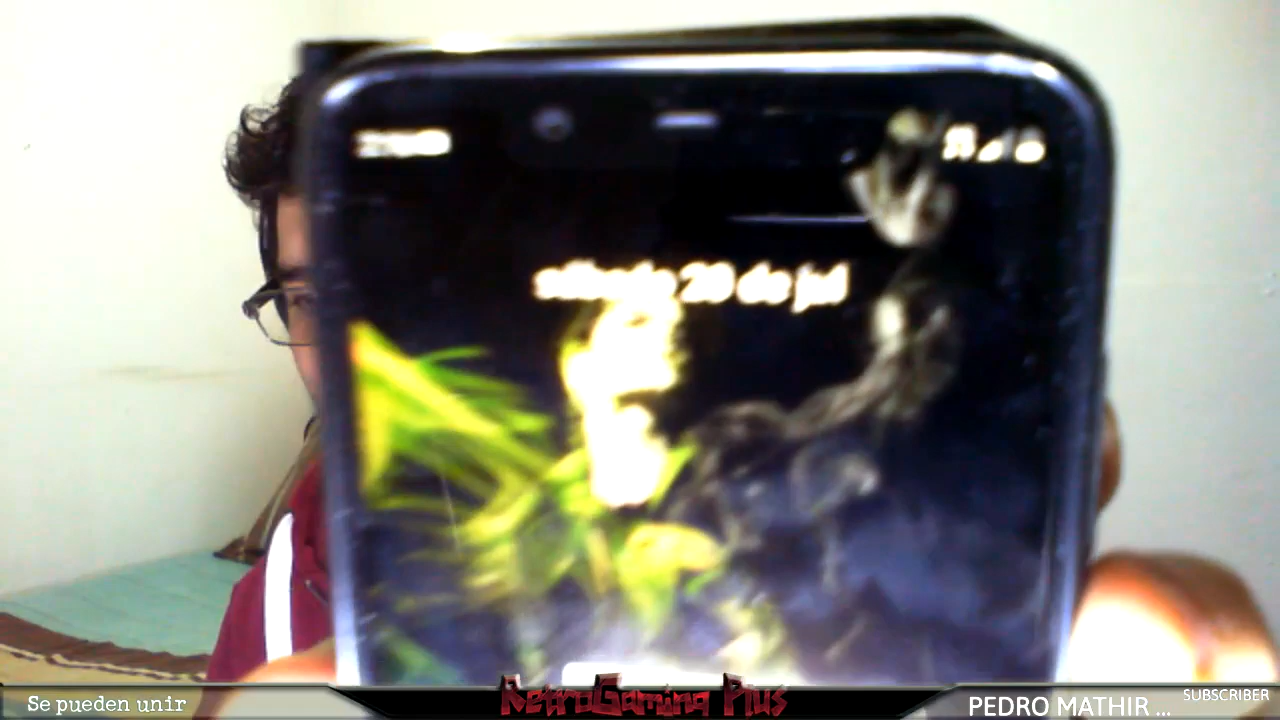 sábado 20 de jul
Se pueden unir
RetroGaming Plus
PEDRO MATHIR ...
SUBSCRIBER